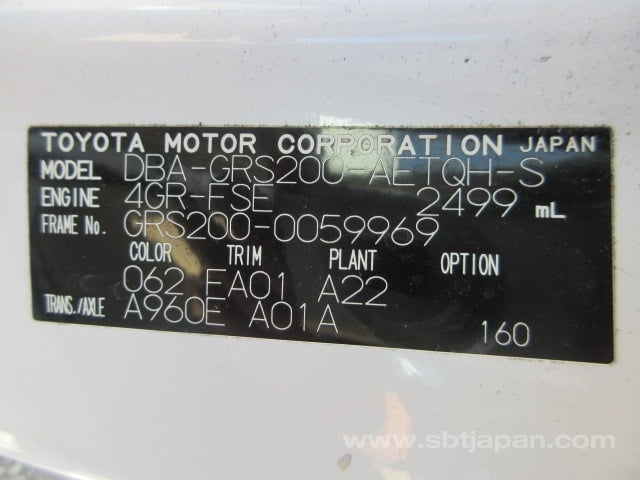 TOYOTA MOTOR CORPORATION JAPAN
MODEL DBA-GRS200-AETQH-S
ENGINE 4GR-FSE 2499 mL
FRAME No. GRS200-0059969
COLOR TRIM PLANT OPTION
062 FA01 A22
TRANS./AXLE A960E A01A 160
www.sbtjapan.com